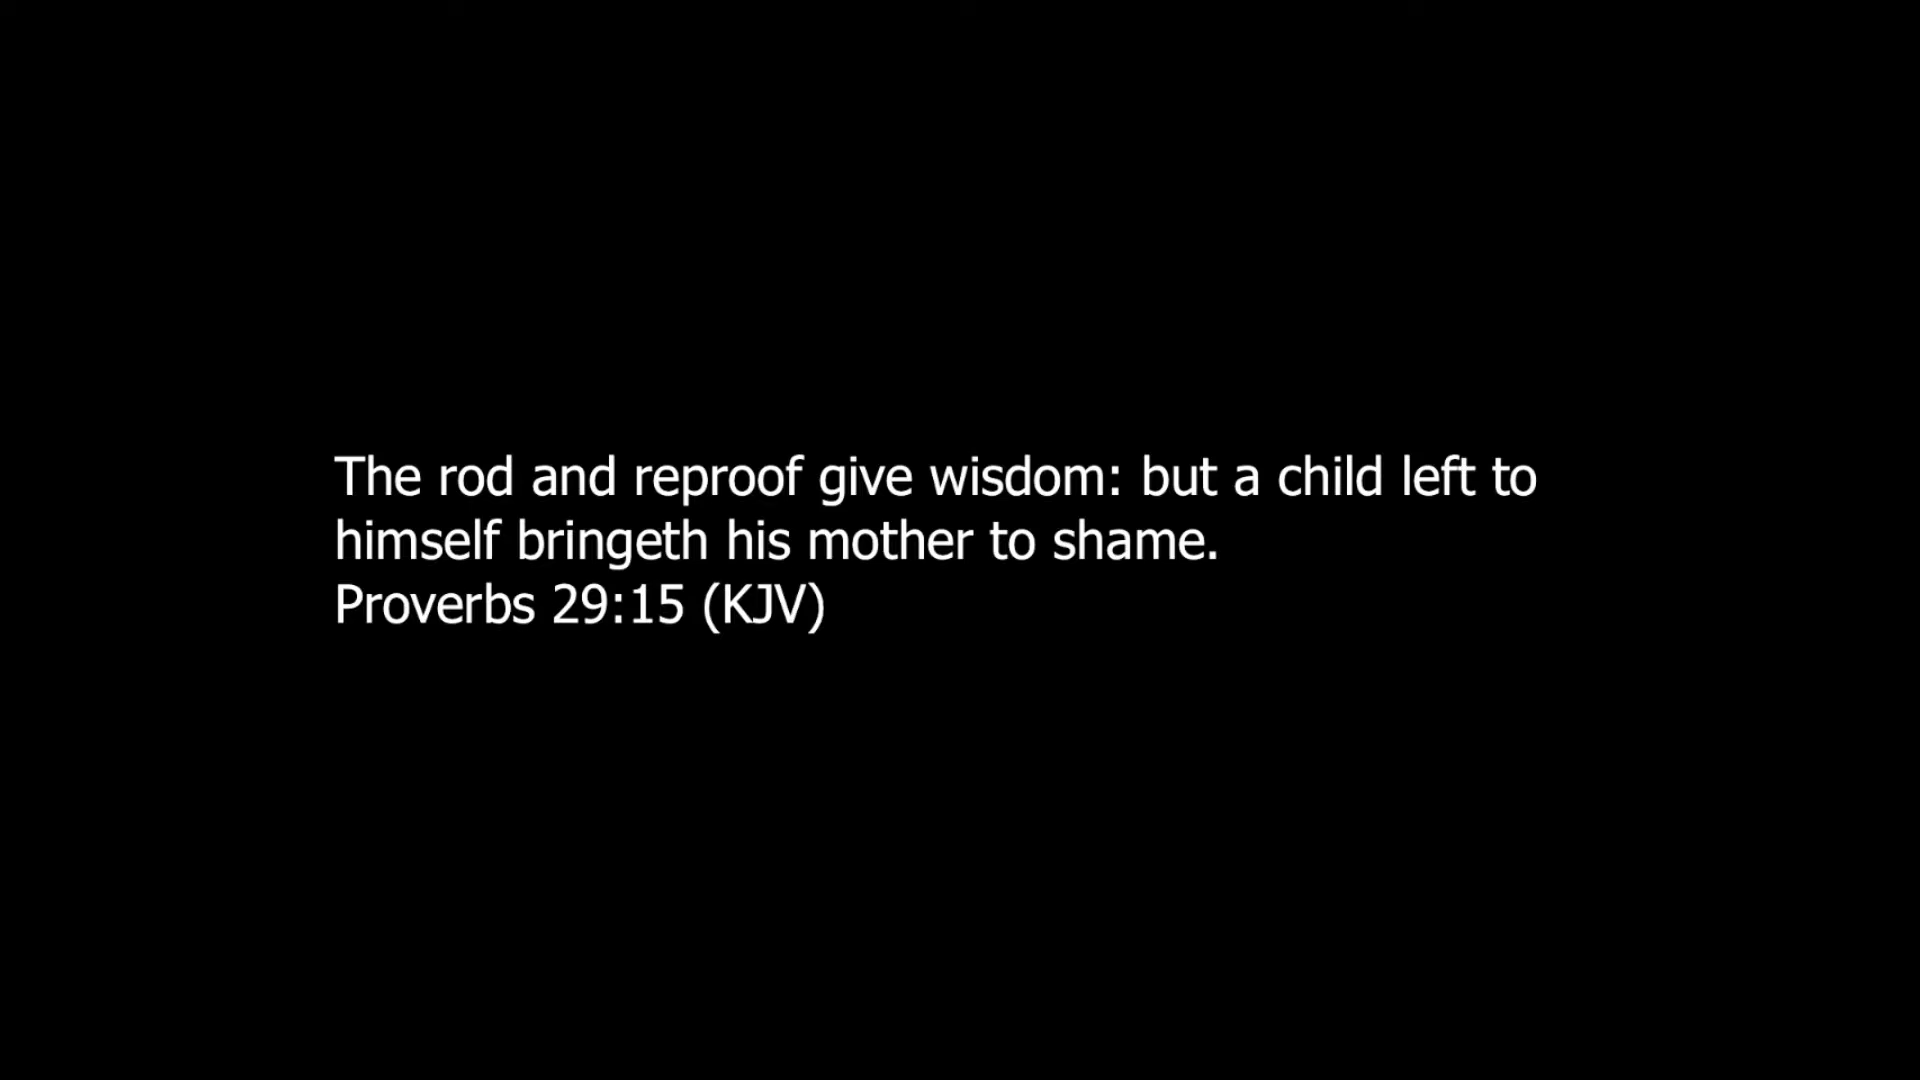 The rod and reproof give wisdom: but a child left to
himself bringeth his mother to shame.
Proverbs 29:15 (KJV)